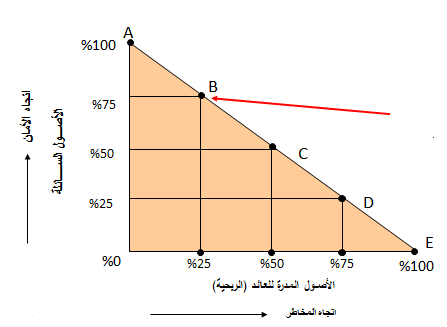 A
%100
B
%75
%50
C
%25
D
E
%0
%25
%50
%75
%100
اتجاه الأمان
الأصول السائلة
الأصول المدرة للعائد (الربحية)
اتجاه المخاطر